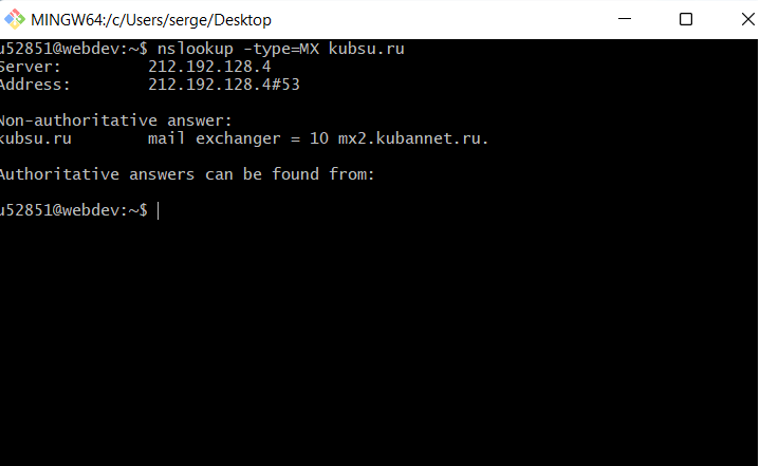 MINGW64:/c/Users/serge/Desktop
u52851@webdev:~$ nslookup -type=MX kubsu.ru
Server:         212.192.128.4
Address:        212.192.128.4#53
Non-authoritative answer:
kubsu.ru        mail exchanger = 10 mx2.kubannet.ru.
Authoritative answers can be found from:
u52851@webdev:~$